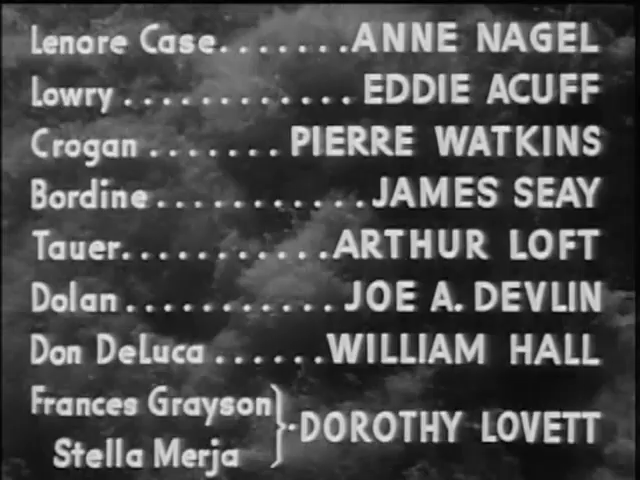 Lenore Case.......ANNE NAGEL
Lowry............EDDIE ACUFF
Crogan.......PIERRE WATKINS
Bordine...........JAMES SEAY
Tauer............ARTHUR LOFT
Dolan...........JOE A. DEVLIN
Don DeLuca......WILLIAM HALL
Frances Grayson
Stella Merja } . DOROTHY LOVETT